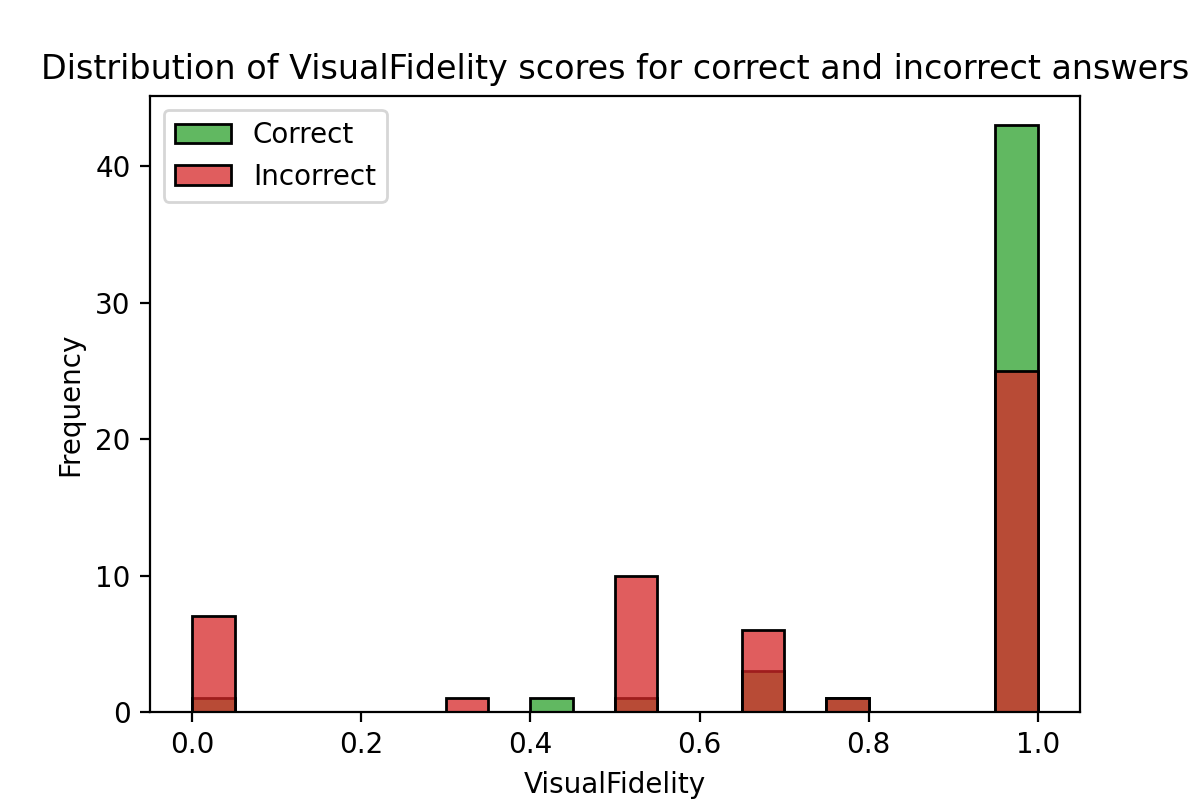 Distribution of VisualFidelity scores for correct and incorrect answers
Correct
Incorrect
40
30
20
10
0
Frequency
0.0 0.2 0.4 0.6 0.8 1.0
VisualFidelity